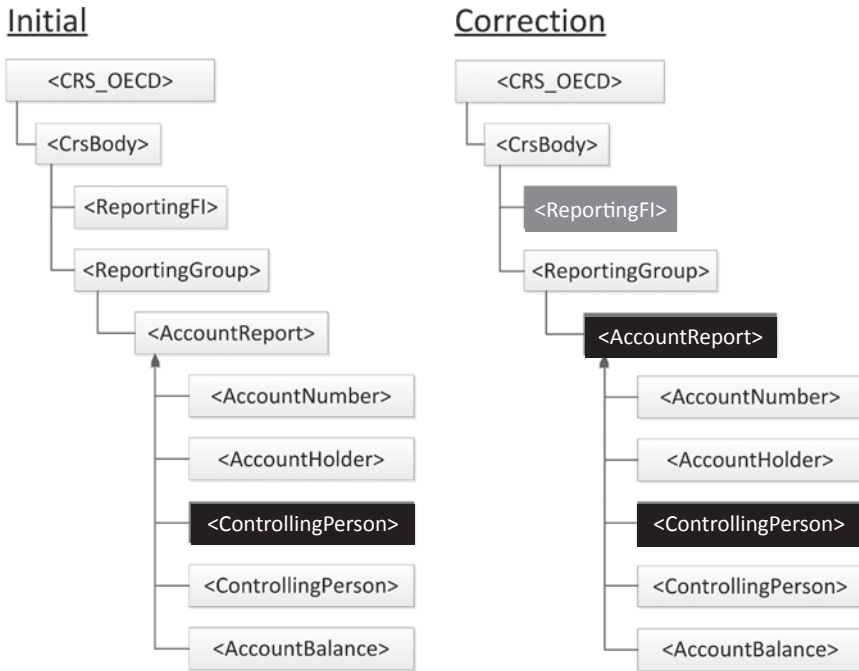 Initial
<CRS_OECD>
<CrsBody>
<ReportingFI>
<ReportingGroup>
<AccountReport>
<AccountNumber>
<AccountHolder>
<ControllingPerson>
<ControllingPerson>
<AccountBalance>
Correction
<CRS_OECD>
<CrsBody>
<ReportingFI>
<ReportingGroup>
<AccountReport>
<AccountNumber>
<AccountHolder>
<ControllingPerson>
<ControllingPerson>
<AccountBalance>